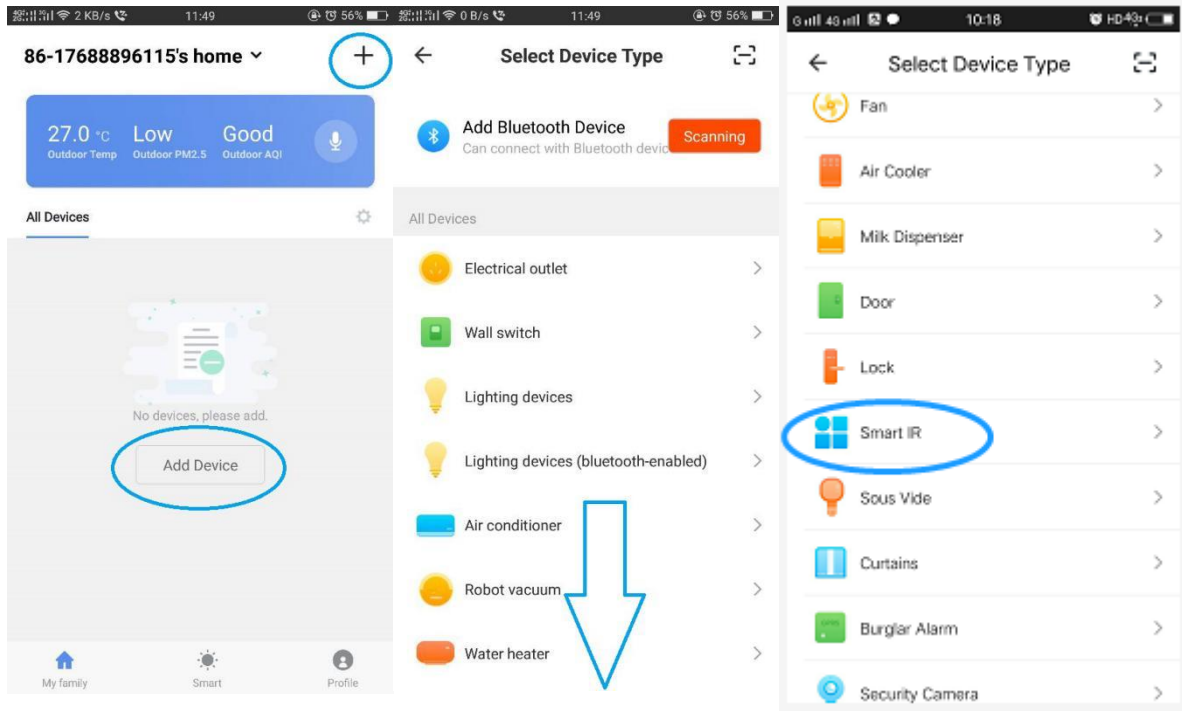 2 KB/s
11:49
56%
86-17688896115's home
27.0 °C
Low
Good
Outdoor Temp
Outdoor PM2.5
Outdoor AQI
All Devices
No devices, please add.
Add Device
My family
Smart
Profile
0 B/s
11:49
56%
Select Device Type
Add Bluetooth Device
Can connect with Bluetooth devic
Scanning
All Devices
Electrical outlet
Wall switch
Lighting devices
Lighting devices (bluetooth-enabled)
Air conditioner
Robot vacuum
Water heater
10:18
HD
Select Device Type
Fan
Air Cooler
Milk Dispenser
Door
Lock
Smart IR
Sous Vide
Curtains
Burglar Alarm
Security Camera